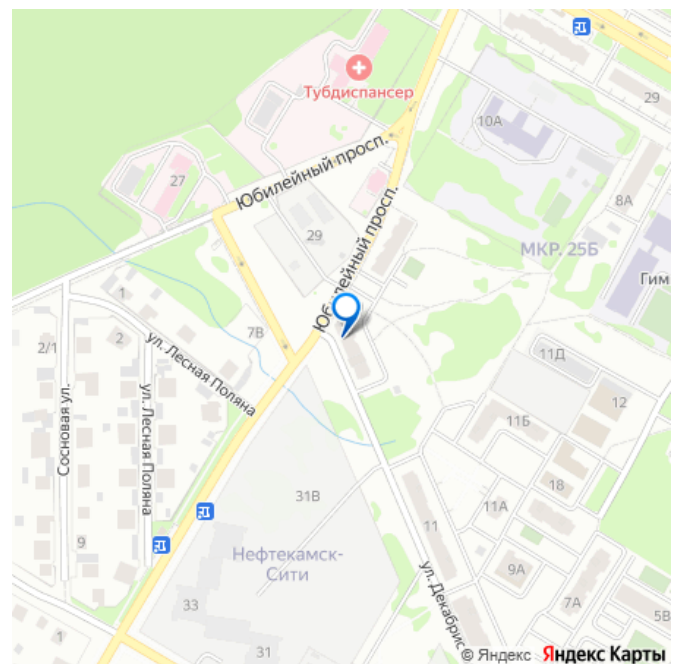 Тубдиспансер
29
10А
Юбилейный просп.
27
8А
29
Юбилейный просп.
МКР. 25Б
Гим
1
7В
2/1
2
ул. Лесная Поляна
11Д
12
Сосновая ул.
ул. Лесная Поляна
11Б
18
31В
11А
11
9
Нефтекамск-
Сити
9А
ул. Декабрис
7А
33
5В
1
31
© Яндекс Яндекс Карты